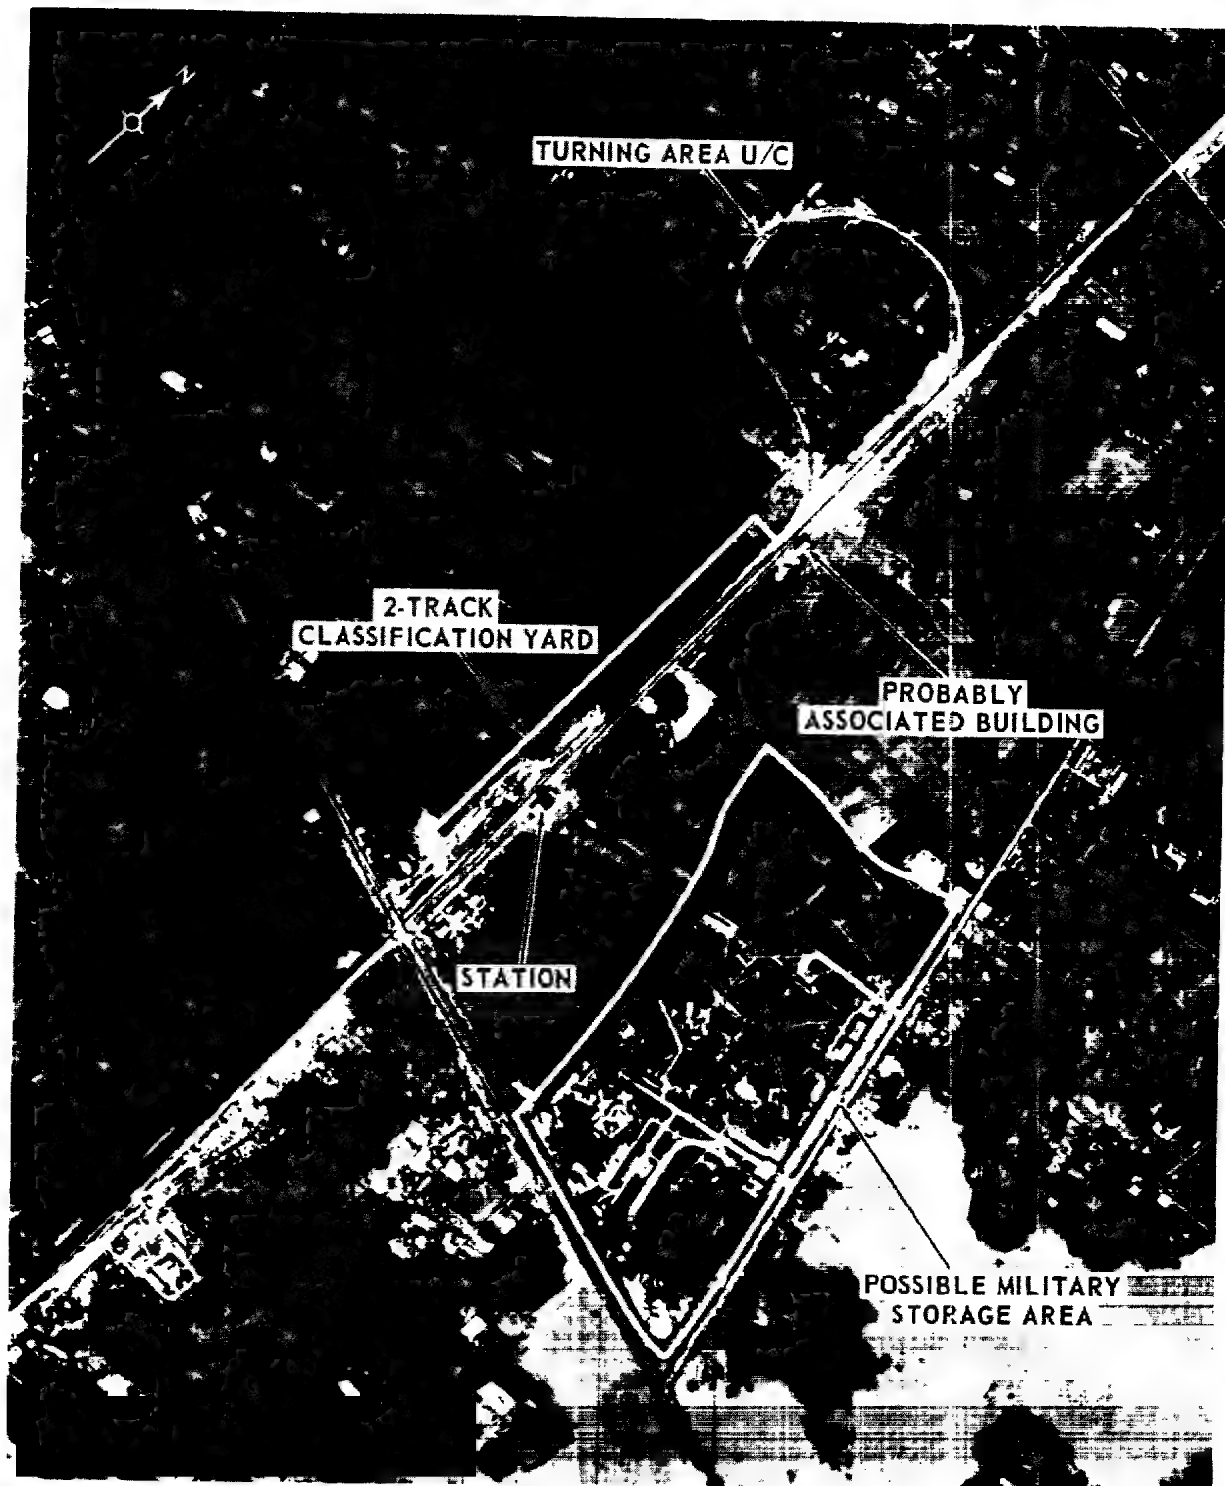 N
TURNING AREA U/C
2-TRACK
CLASSIFICATION YARD
PROBABLY
ASSOCIATED BUILDING
STATION
POSSIBLE MILITARY
STORAGE AREA